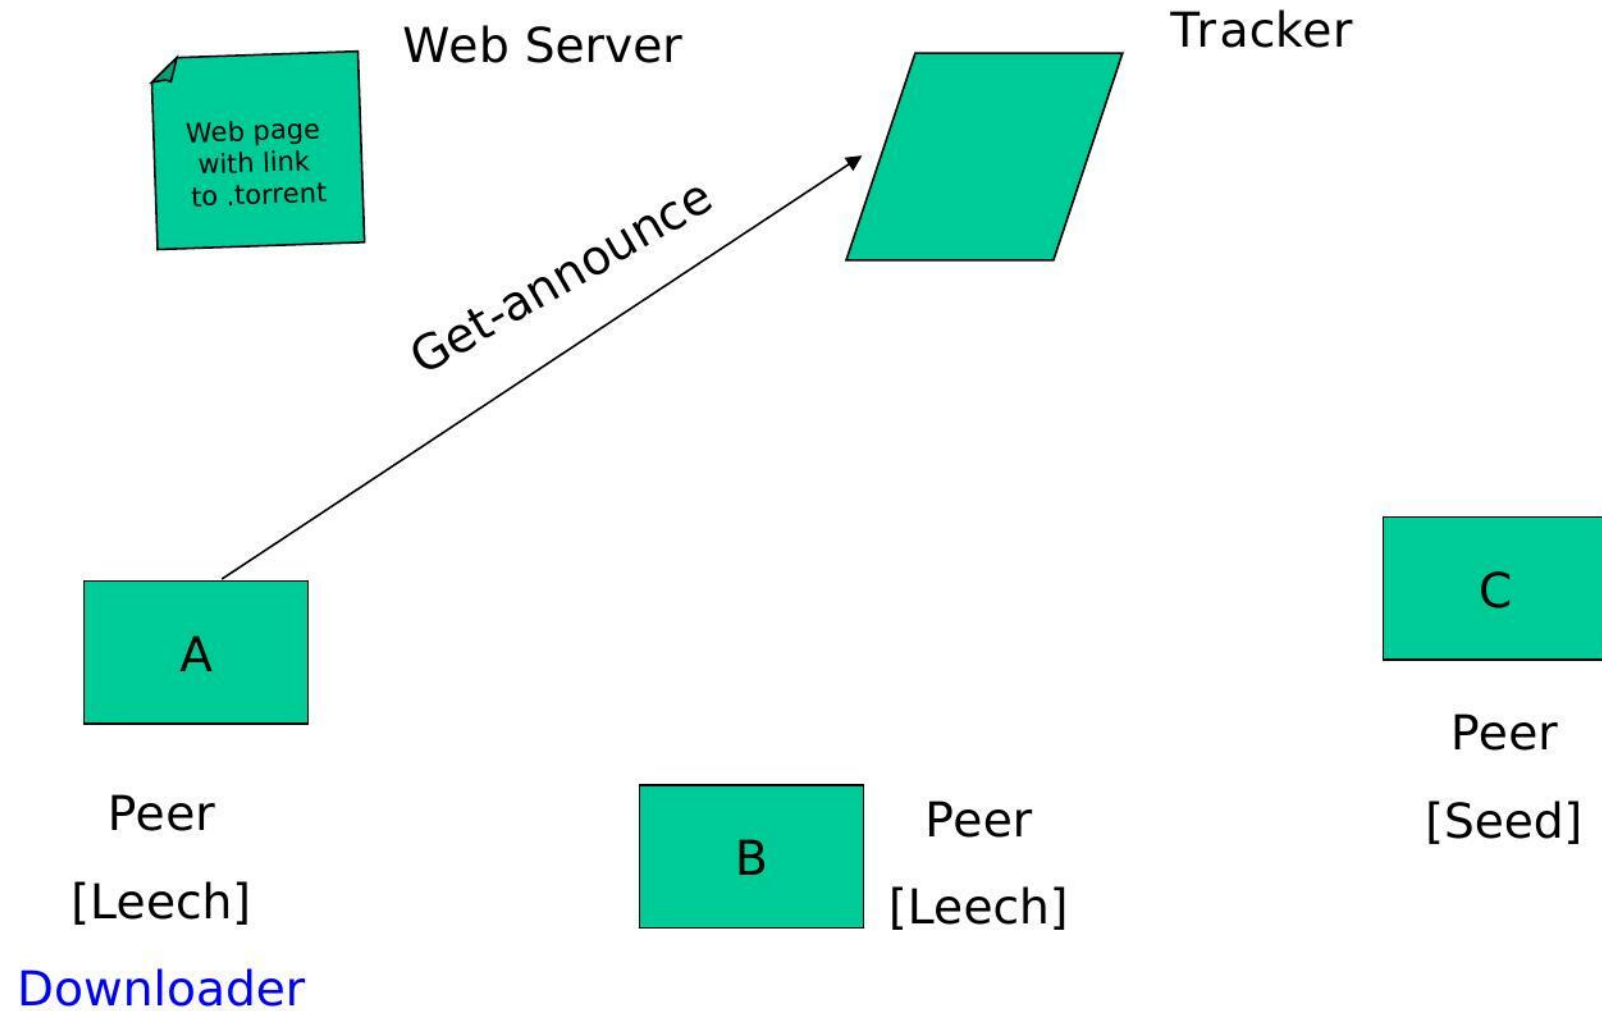 Web Server
Tracker
Web page
with link
to .torrent
Get-announce
A
C
Peer
[Seed]
Peer
[Leech]
Downloader
B
Peer
[Leech]